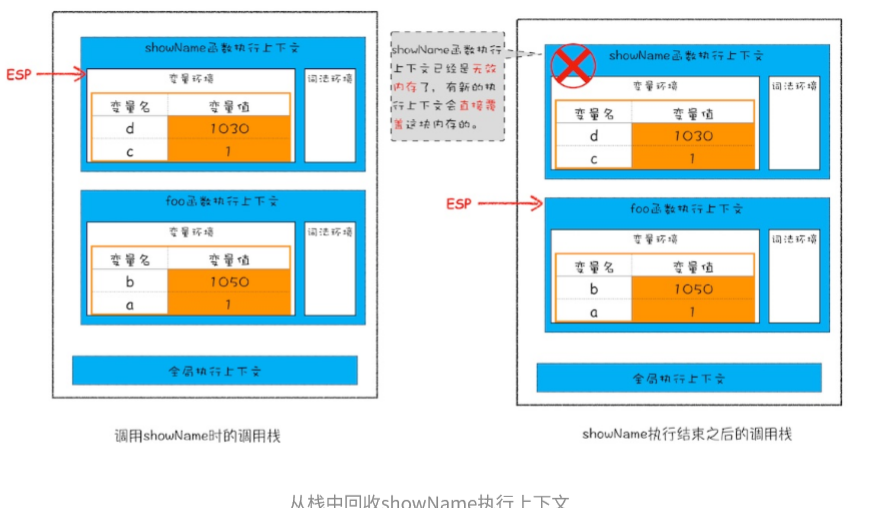 showName函数执行上下文
ESP
变量环境
词法环境
变量名 变量值
d 1030
c 1
foo函数执行上下文
变量环境
词法环境
变量名 变量值
b 1050
a 1
全局执行上下文
调用showName时的调用栈
showName函数执行
上下文已经是无效
内存了，有新的执
行上下文会直接覆
盖这块内存的。
showName函数执行上下文
变量环境
词法环境
变量名 变量值
d 1030
c 1
ESP
foo函数执行上下文
变量环境
词法环境
变量名 变量值
b 1050
a 1
全局执行上下文
showName执行结束之后的调用栈
从栈中回收showName执行上下文